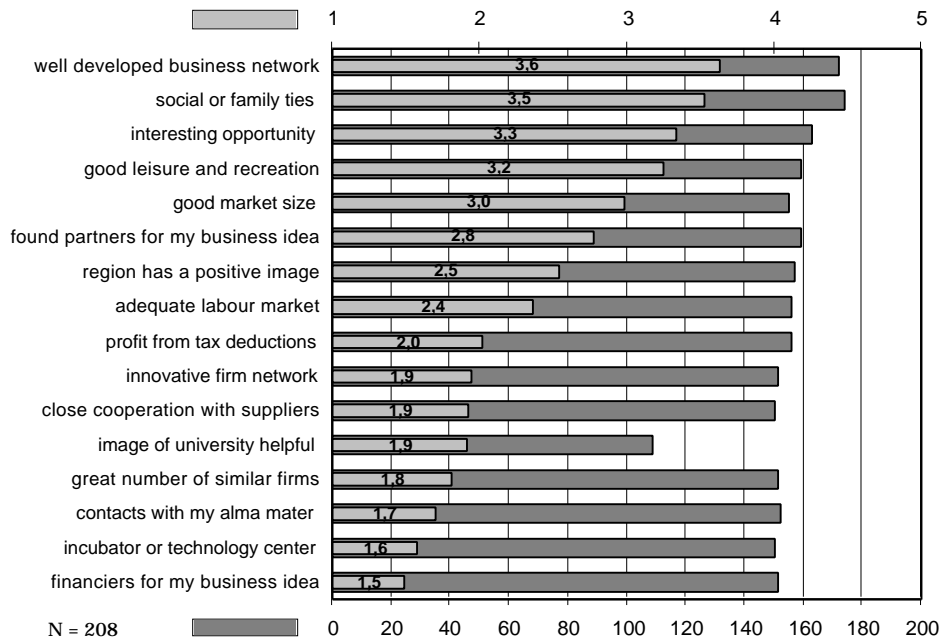 1 2 3 4 5
well developed business network 3,6
social or family ties 3,5
interesting opportunity 3,3
good leisure and recreation 3,2
good market size 3,0
found partners for my business idea 2,8
region has a positive image 2,5
adequate labour market 2,4
profit from tax deductions 2,0
innovative firm network 1,9
close cooperation with suppliers 1,9
image of university helpful 1,9
great number of similar firms 1,8
contacts with my alma mater 1,7
incubator or technology center 1,6
financiers for my business idea 1,5
N = 208 0 20 40 60 80 100 120 140 160 180 200